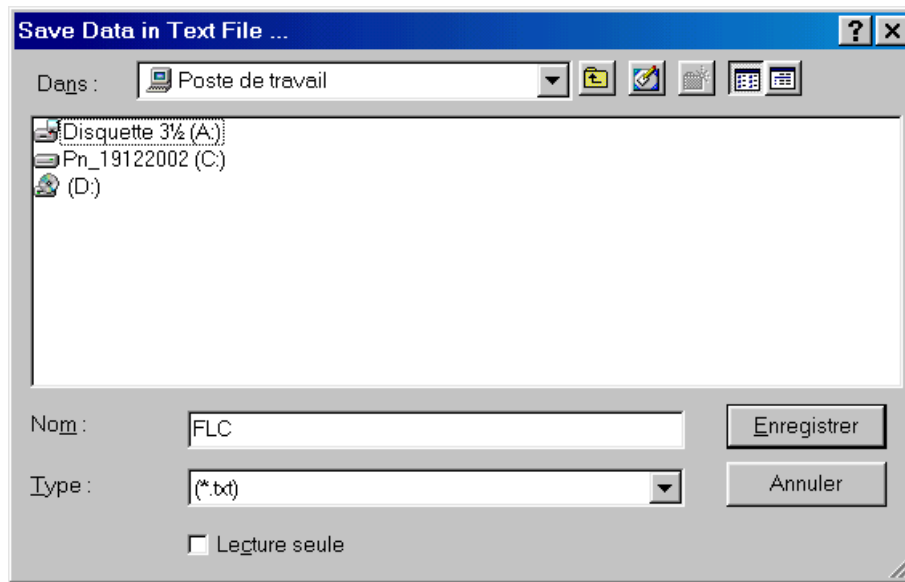 Save Data in Text File ...
Dans : Poste de travail
Disquette 3½ (A:)
Pn_19122002 (C:)
(D:)
Nom : FLC Enregistrer
Type : (*.txt) Annuler
Lecture seule